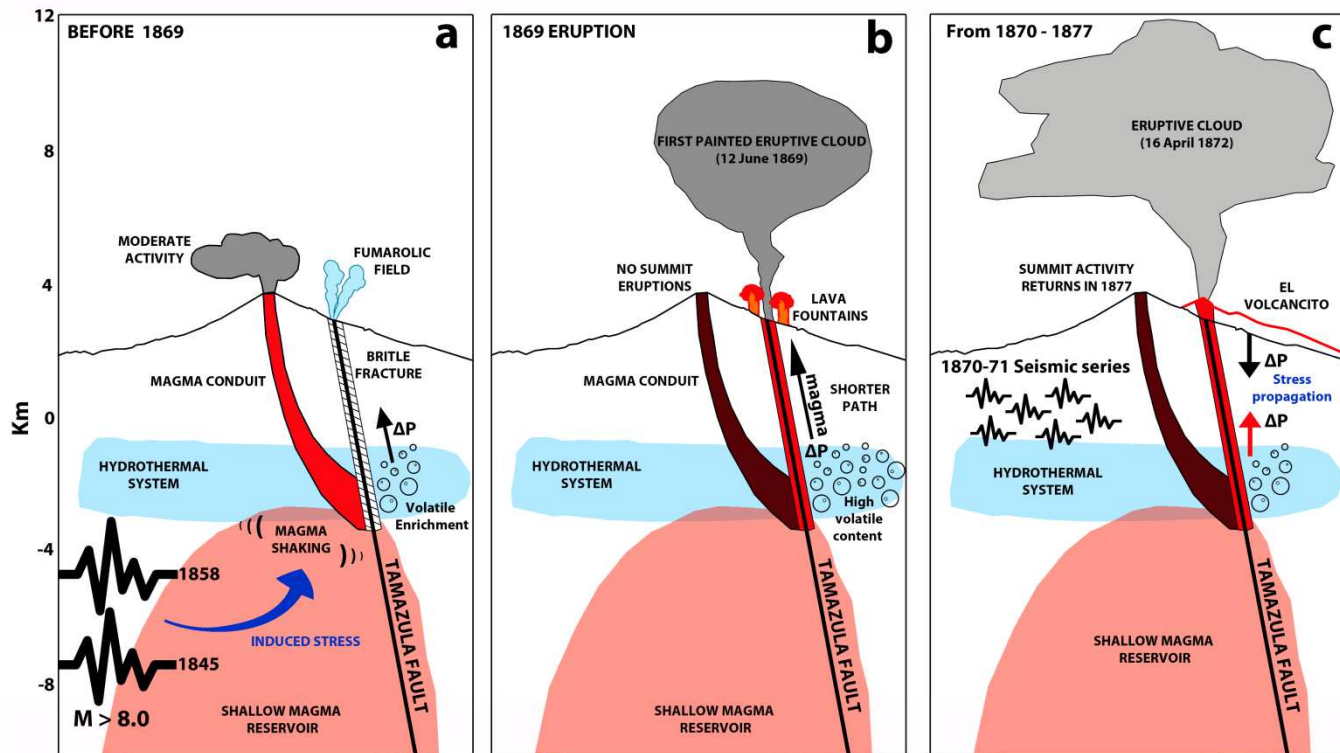 12
8
4
0
-4
-8
Km
BEFORE 1869
a
MODERATE
ACTIVITY
FUMAROLIC
FIELD
BRITLE
FRACTURE
MAGMA CONDUIT
ΔP
HYDROTHERMAL
SYSTEM
Volatile
Enrichment
MAGMA
SHAKING
1858
INDUCED STRESS
1845
M > 8.0
SHALLOW MAGMA
RESERVOIR
TAMAZULA FAULT
1869 ERUPTION
b
FIRST PAINTED ERUPTIVE CLOUD
(12 June 1869)
NO SUMMIT
ERUPTIONS
LAVA
FOUNTAINS
MAGMA CONDUIT
magma
SHORTER
PATH
ΔP
HYDROTHERMAL
SYSTEM
High
volatile
content
TAMAZULA FAULT
SHALLOW MAGMA
RESERVOIR
From 1870 - 1877
c
ERUPTIVE CLOUD
(16 April 1872)
SUMMIT ACTIVITY
RETURNS IN 1877
EL
VOLCANCITO
1870-71 Seismic series
ΔP
Stress
propagation
ΔP
HYDROTHERMAL
SYSTEM
TAMAZULA FAULT
SHALLOW MAGMA
RESERVOIR